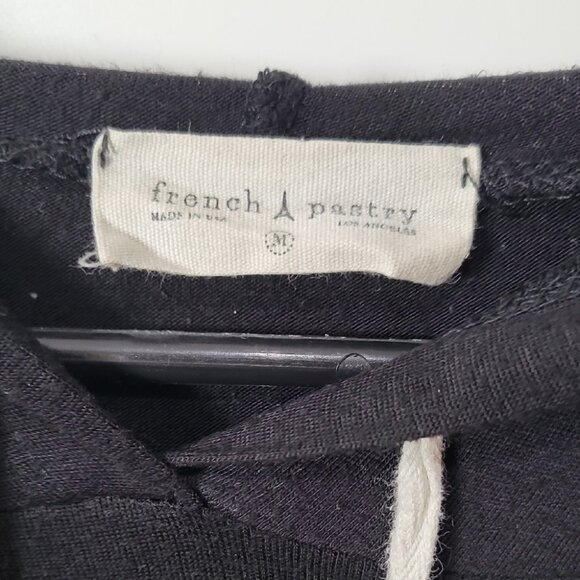 french pastry
MADE IN USA LOS ANGELES
M